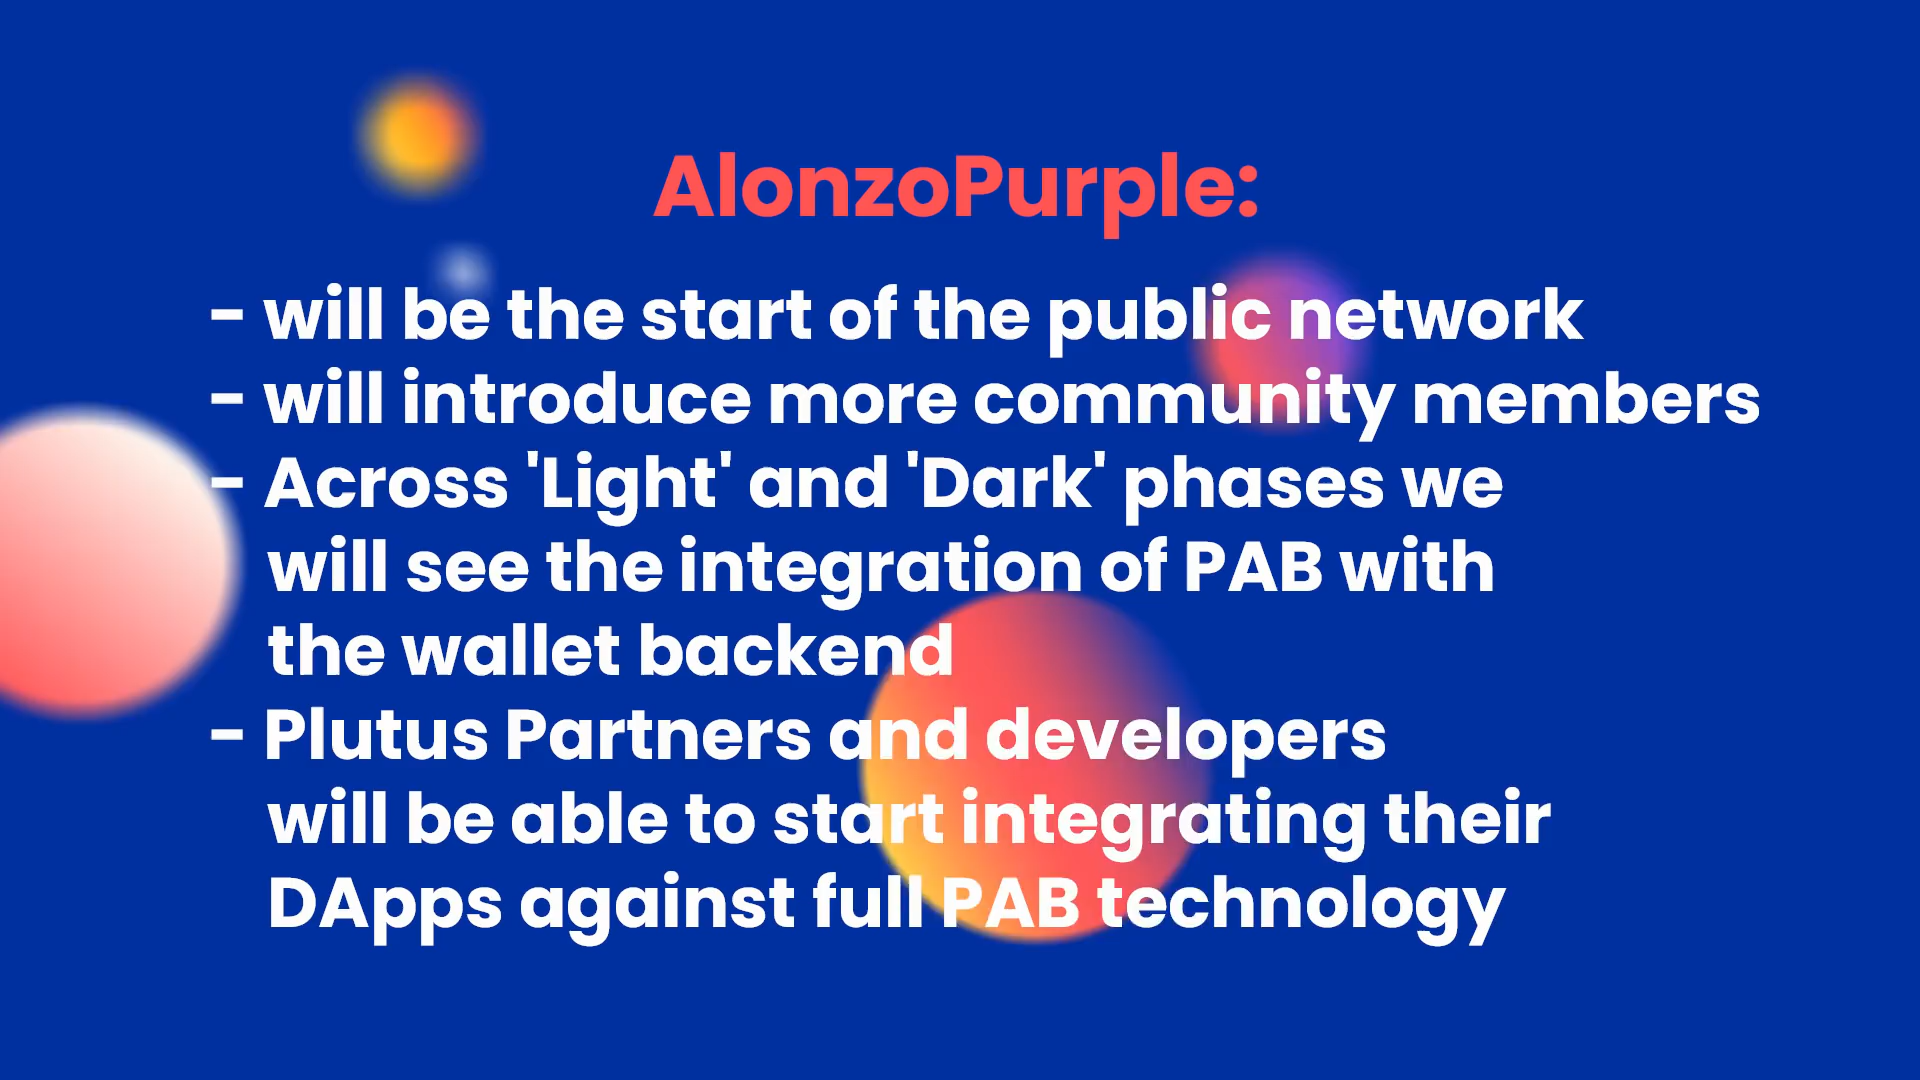 AlonzoPurple:
- will be the start of the public network
- will introduce more community members
- Across 'Light' and 'Dark' phases we
will see the integration of PAB with
the wallet backend
- Plutus Partners and developers
will be able to start integrating their
DApps against full PAB technology